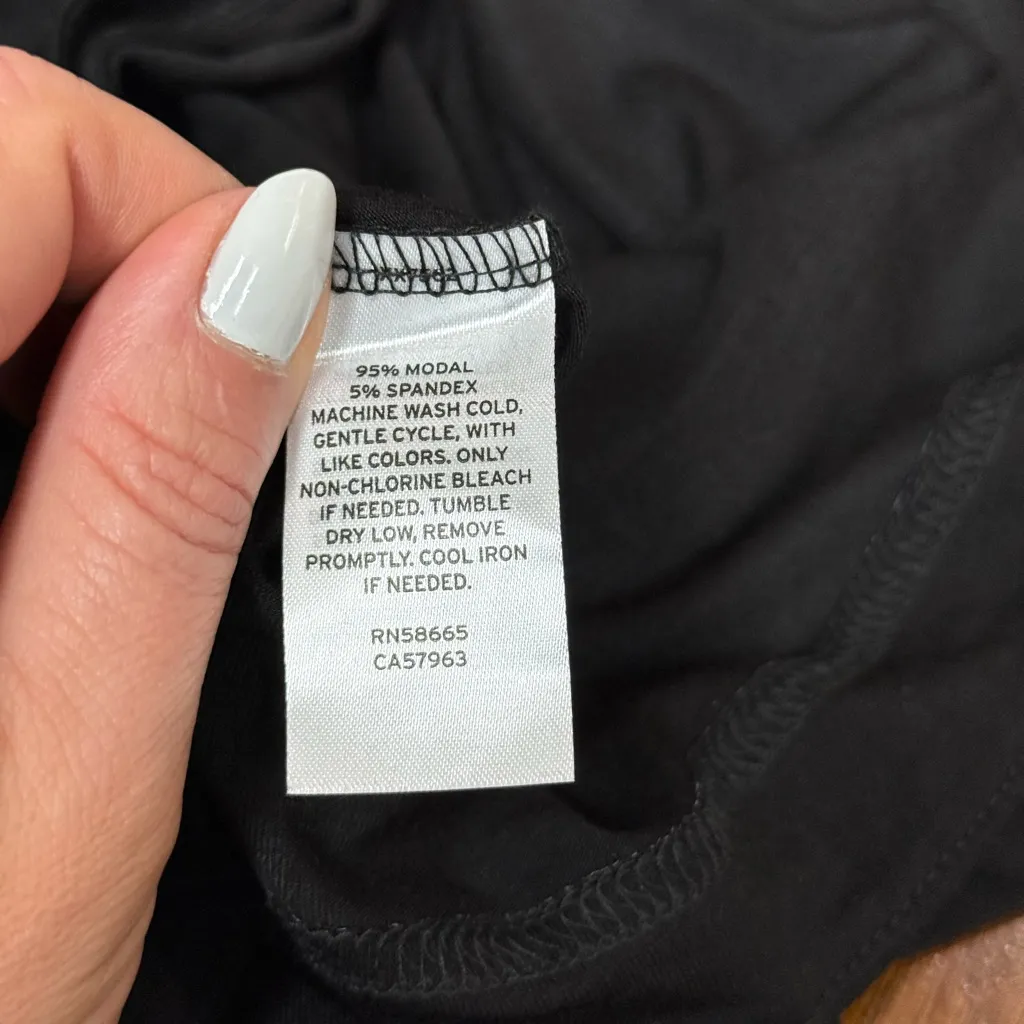 95% MODAL
5% SPANDEX
MACHINE WASH COLD,
GENTLE CYCLE, WITH
LIKE COLORS. ONLY
NON-CHLORINE BLEACH
IF NEEDED. TUMBLE
DRY LOW, REMOVE
PROMPTLY. COOL IRON
IF NEEDED.
RN58665
CA57963